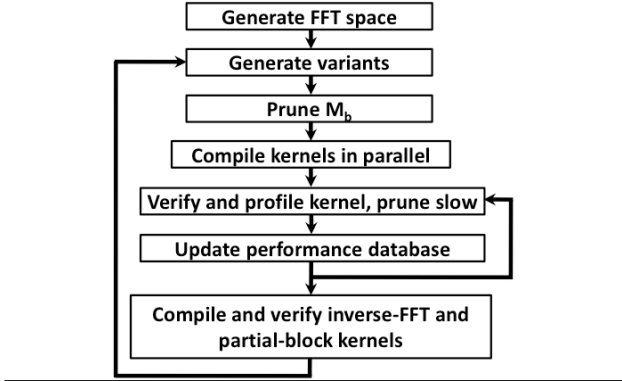 Generate FFT space
Generate variants
Prune M_b
Compile kernels in parallel
Verify and profile kernel, prune slow
Update performance database
Compile and verify inverse-FFT and
partial-block kernels